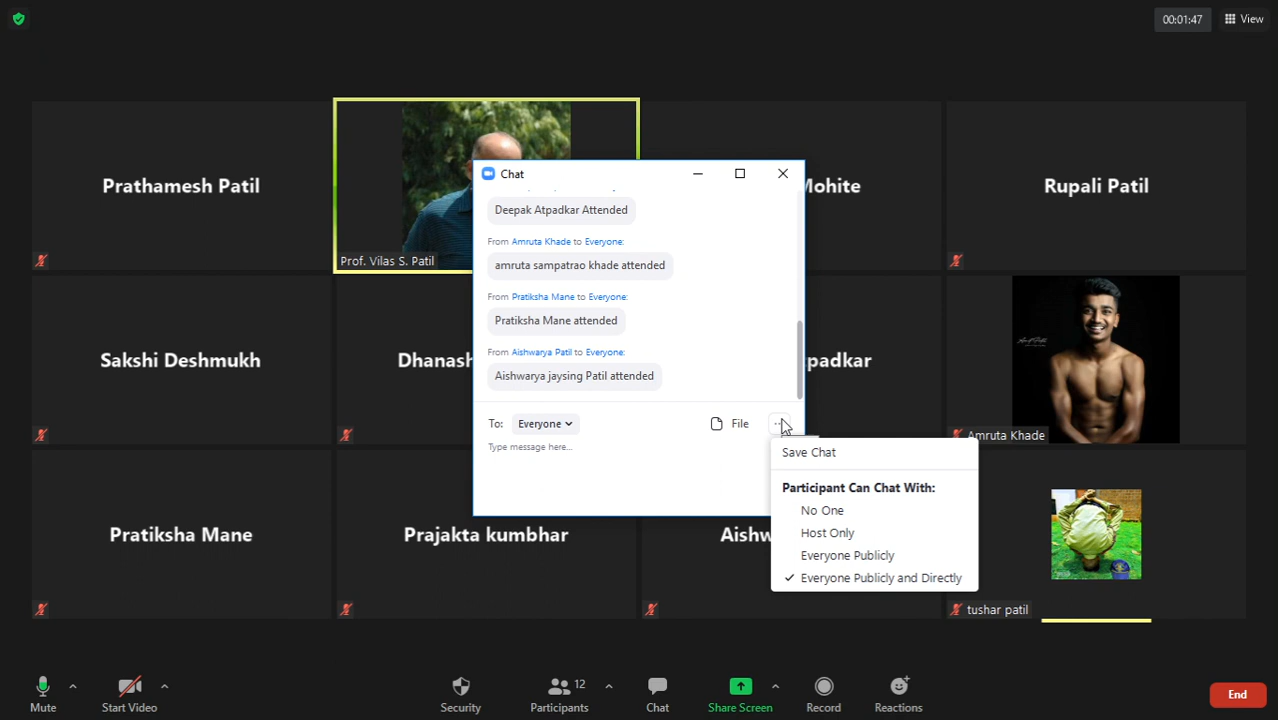 00:01:47
View
Prathamesh Patil
Prof. Vilas S. Patil
Mohite
Rupali Patil
Chat
Deepak Atpadkar Attended
From Amruta Khade to Everyone:
amruta sampatrao khade attended
From Pratiksha Mane to Everyone:
Pratiksha Mane attended
From Aishwarya Patil to Everyone:
Aishwarya jaysing Patil attended
To: Everyone
File
Type message here...
Save Chat
Participant Can Chat With:
No One
Host Only
Everyone Publicly
Everyone Publicly and Directly
Sakshi Deshmukh
Dhanash
padkar
Amruta Khade
Pratiksha Mane
Prajakta kumbhar
Aishw
tushar patil
Mute
Start Video
Security
12
Participants
Chat
Share Screen
Record
Reactions
End